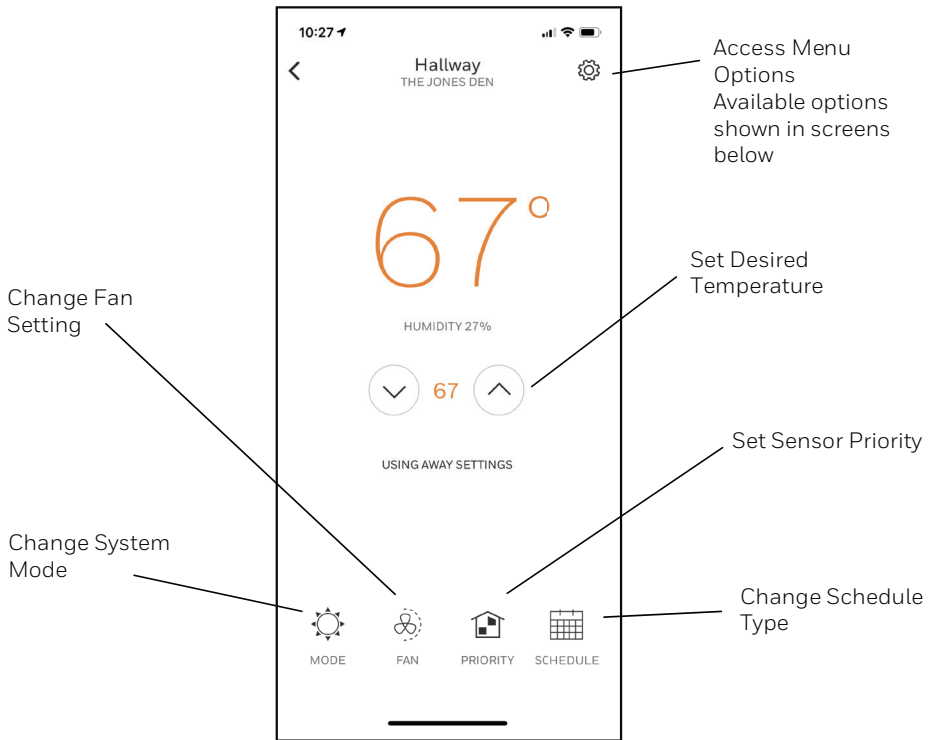 10:27
Hallway
THE JONES DEN
Access Menu
Options
Available options
shown in screens
below
67°
Set Desired
Temperature
Change Fan
Setting
HUMIDITY 27%
67
Set Sensor Priority
USING AWAY SETTINGS
Change System
Mode
Change Schedule
Type
MODE FAN PRIORITY SCHEDULE